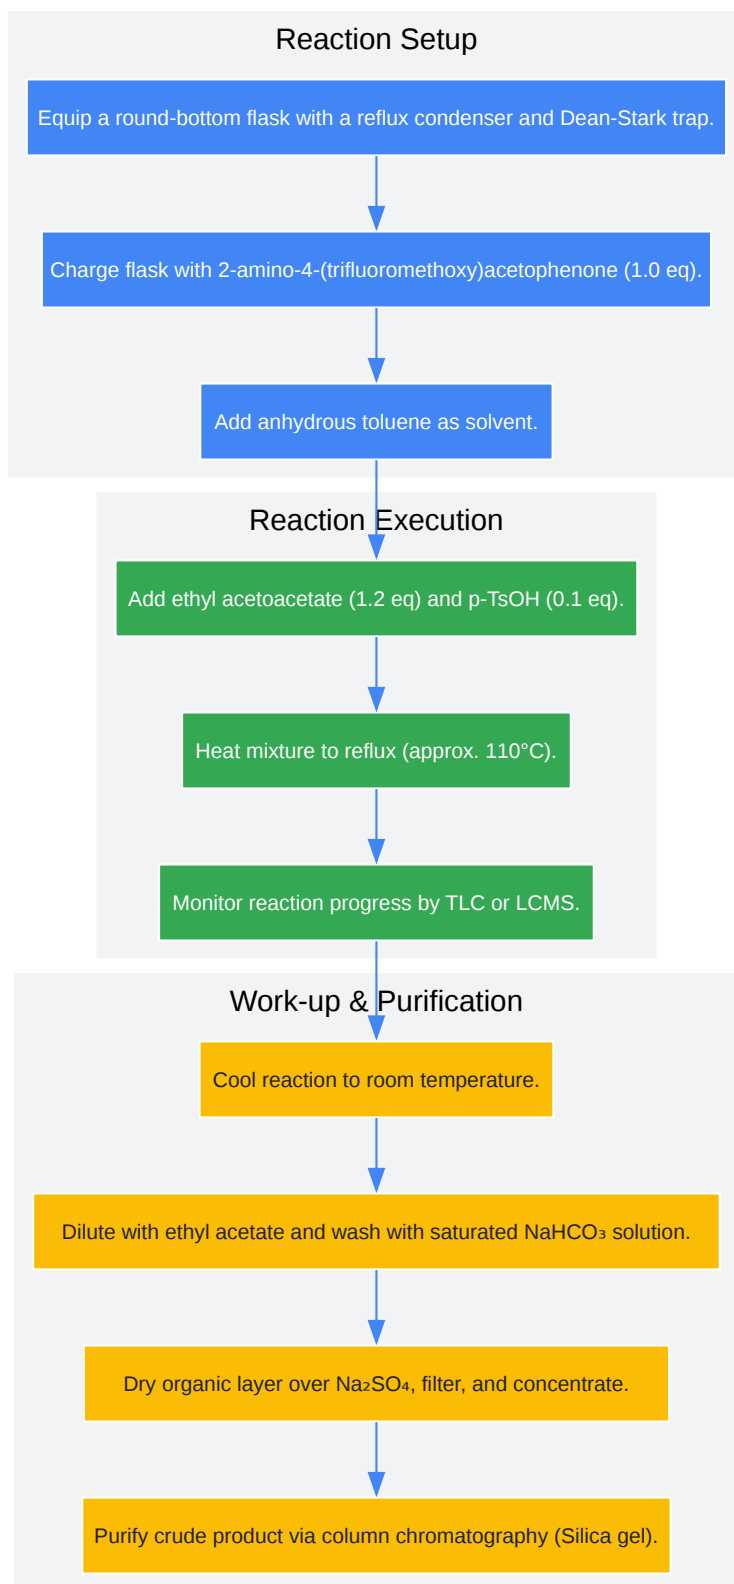 Reaction Setup
Equip a round-bottom flask with a reflux condenser and Dean-Stark trap.
Charge flask with 2-amino-4-(trifluoromethoxy)acetophenone (1.0 eq).
Add anhydrous toluene as solvent.
Reaction Execution
Add ethyl acetoacetate (1.2 eq) and p-TsOH (0.1 eq).
Heat mixture to reflux (approx. 110°C).
Monitor reaction progress by TLC or LCMS.
Work-up & Purification
Cool reaction to room temperature.
Dilute with ethyl acetate and wash with saturated NaHCO₃ solution.
Dry organic layer over Na₂SO₄, filter, and concentrate.
Purify crude product via column chromatography (Silica gel).